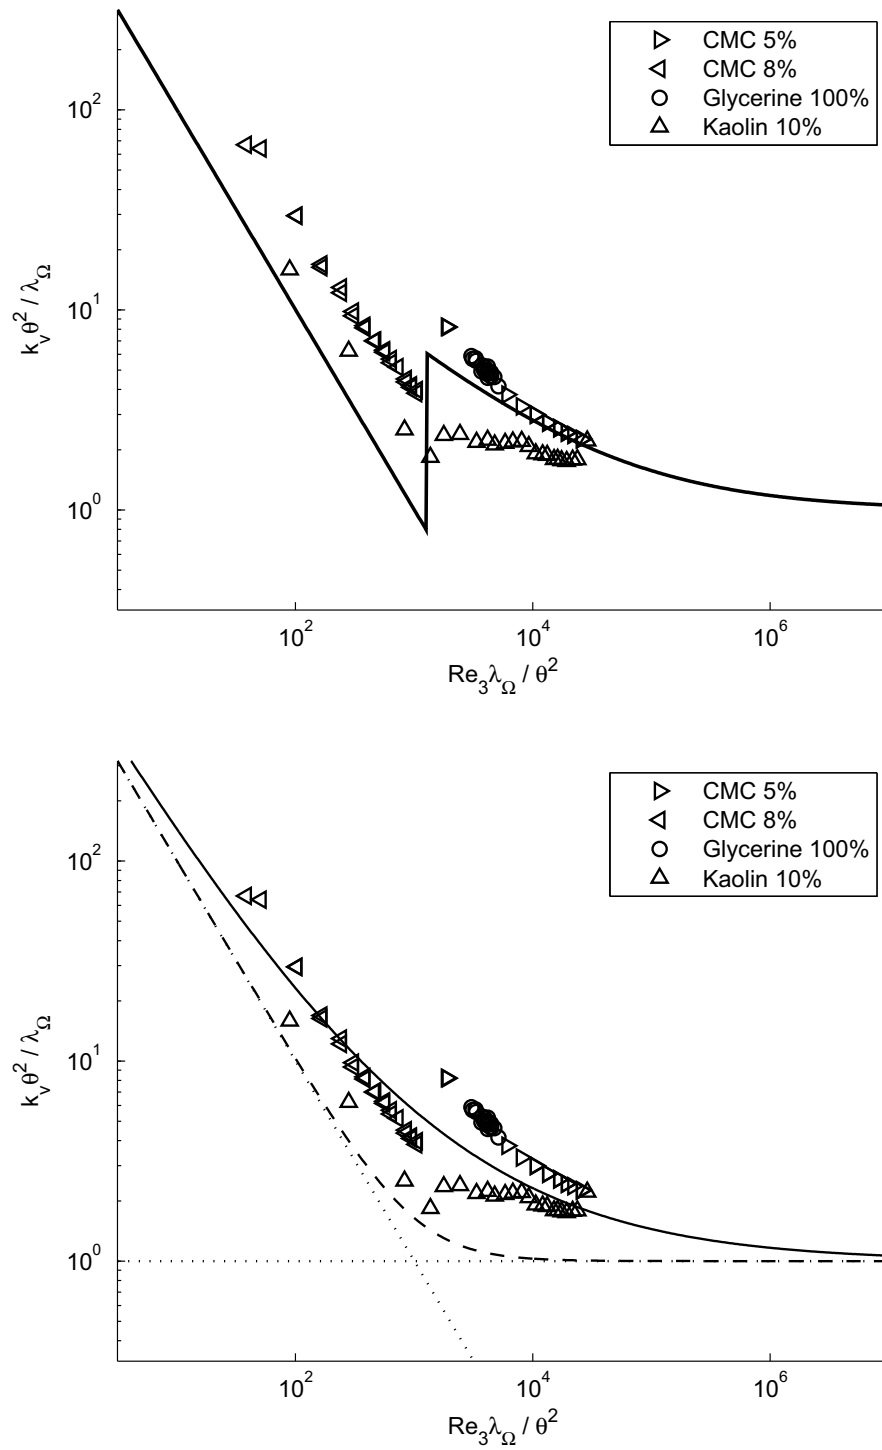 CMC 5%
CMC 8%
Glycerine 100%
Kaolin 10%
10^2
10^1
10^0
k_v θ^2 / λ_Ω
10^2
10^4
10^6
Re_3 λ_Ω / θ^2
CMC 5%
CMC 8%
Glycerine 100%
Kaolin 10%
10^2
10^1
10^0
k_v θ^2 / λ_Ω
10^2
10^4
10^6
Re_3 λ_Ω / θ^2